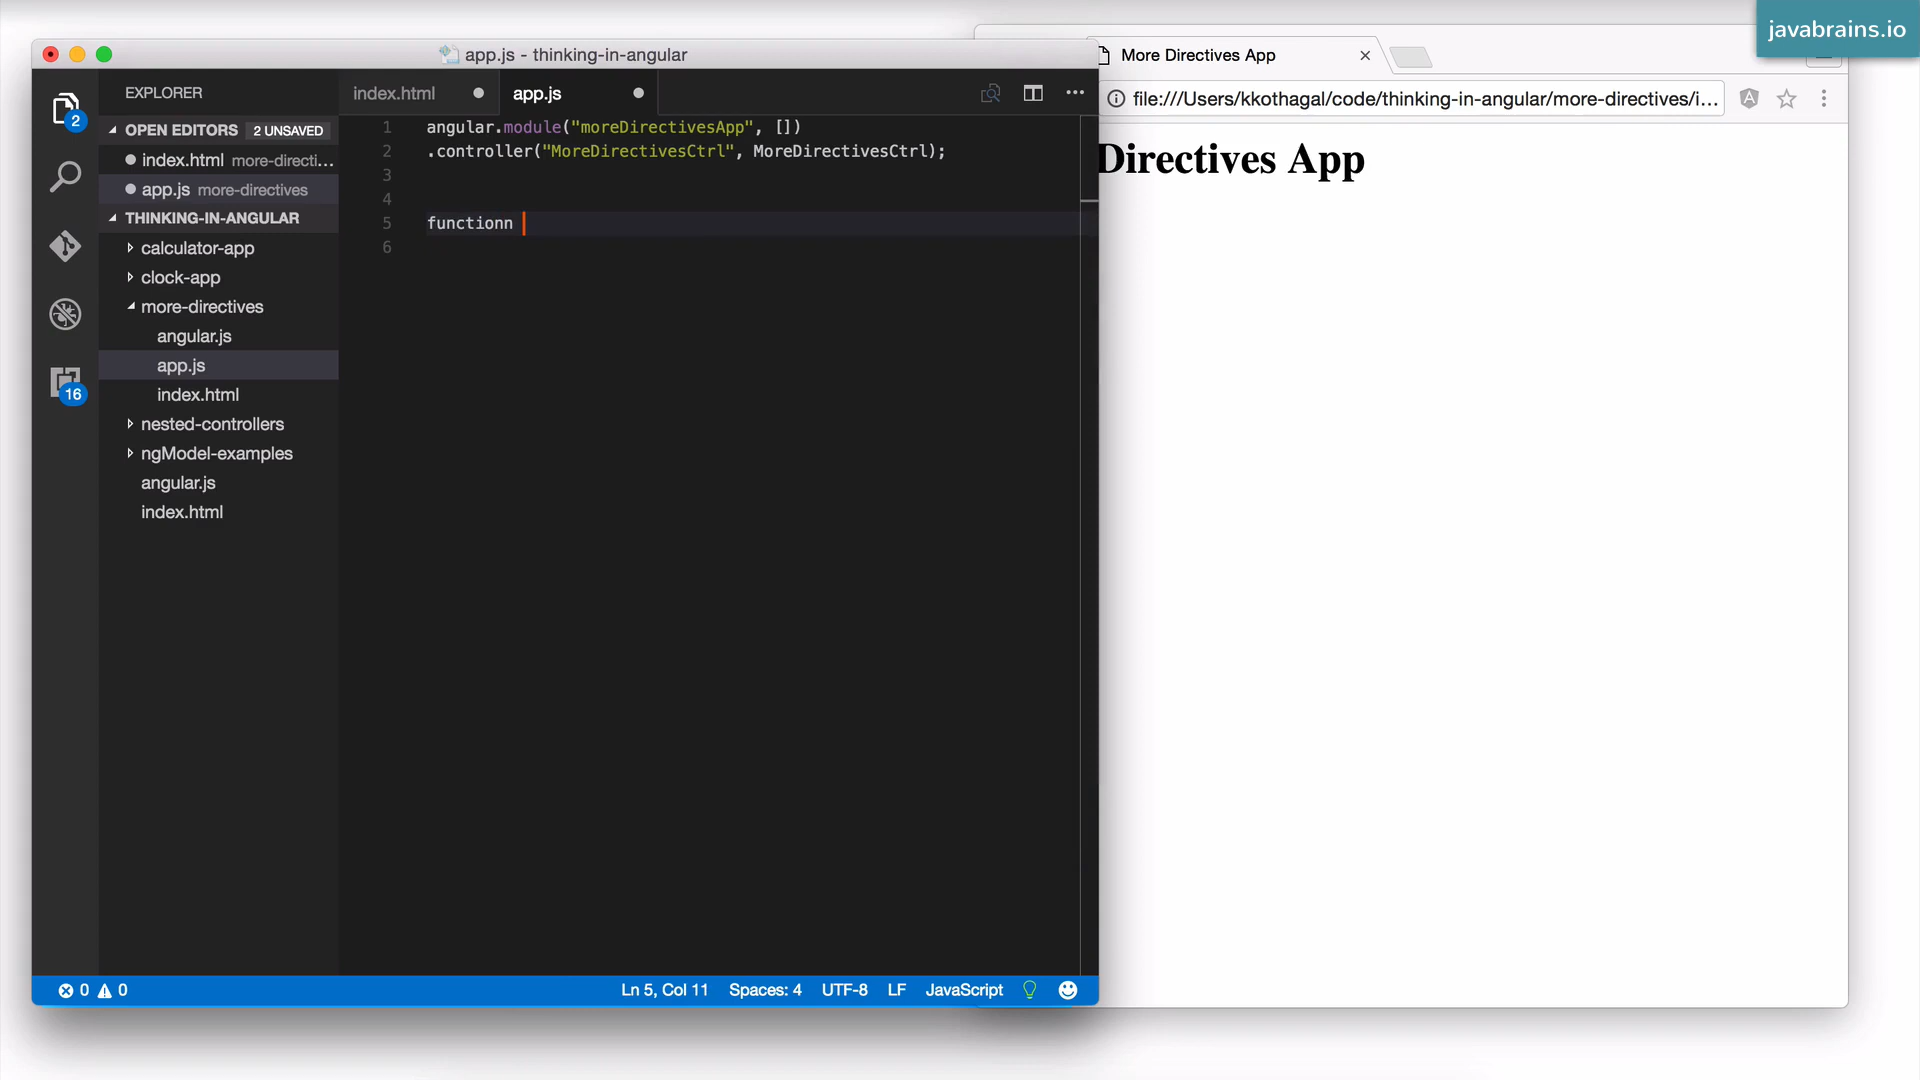 javabrains.io
app.js - thinking-in-angular
More Directives App
EXPLORER
index.html
app.js
file:///Users/kkothagal/code/thinking-in-angular/more-directives/i...
2
OPEN EDITORS 2 UNSAVED
index.html more-directi...
app.js more-directives
THINKING-IN-ANGULAR
calculator-app
clock-app
more-directives
angular.js
app.js
index.html
nested-controllers
ngModel-examples
angular.js
index.html
16
1 angular.module("moreDirectivesApp", [])
2 .controller("MoreDirectivesCtrl", MoreDirectivesCtrl);
3
4
5 functionn
6
Directives App
0 0
Ln 5, Col 11 Spaces: 4 UTF-8 LF JavaScript